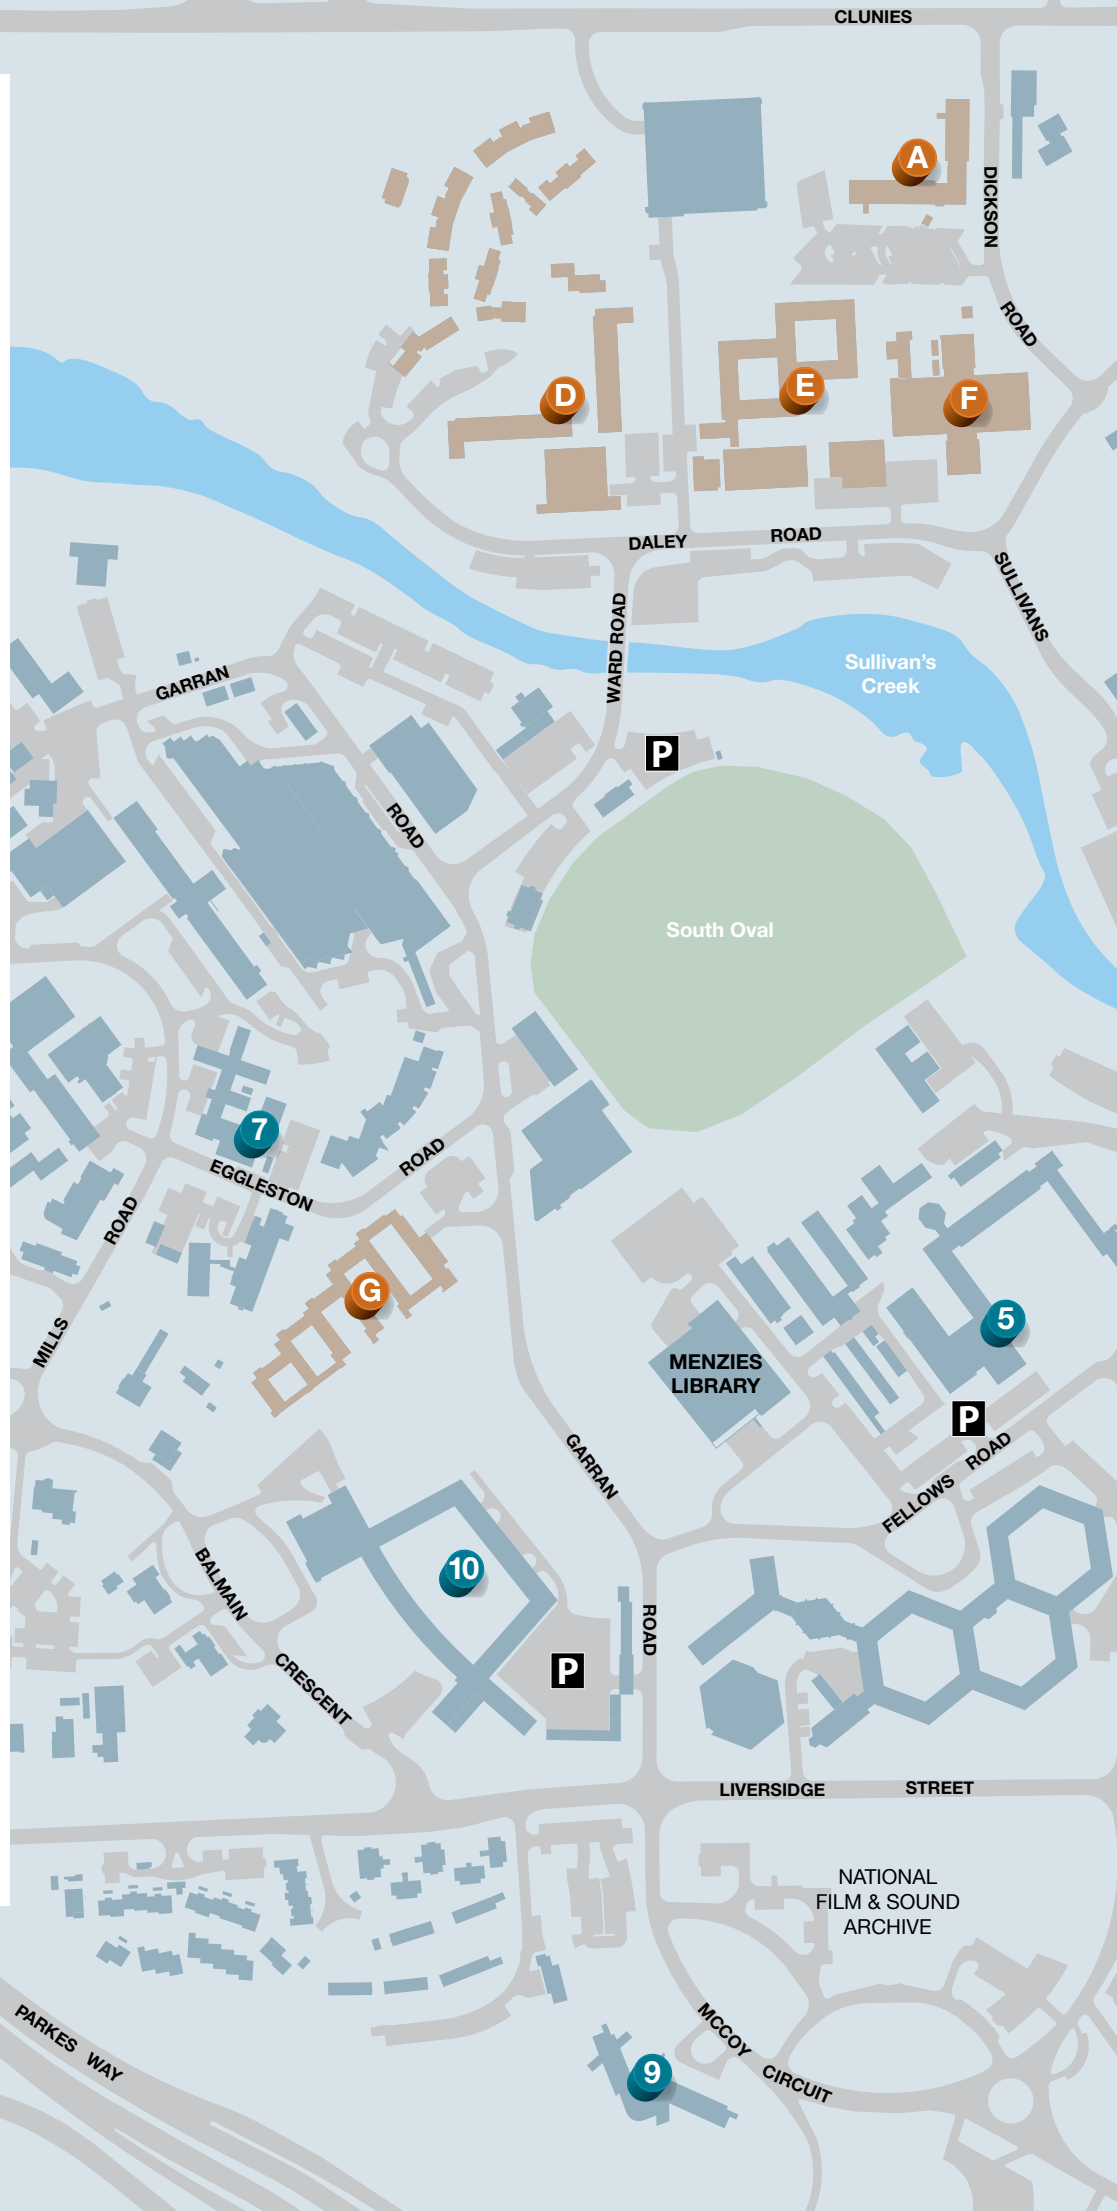 CLUNIES
A
DICKSON
ROAD
D
E
F
DALEY
ROAD
SULLIVANS
WARD ROAD
Sullivan's
Creek
GARRAN
P
ROAD
South Oval
7
EGGLESTON
ROAD
ROAD
MILLS
G
5
MENZIES
LIBRARY
P
FELLOWS ROAD
GARRAN
10
BALMAIN
ROAD
CRESCENT
P
LIVERSIDGE STREET
NATIONAL
FILM & SOUND
ARCHIVE
PARKES WAY
MCCOY CIRCUIT
9